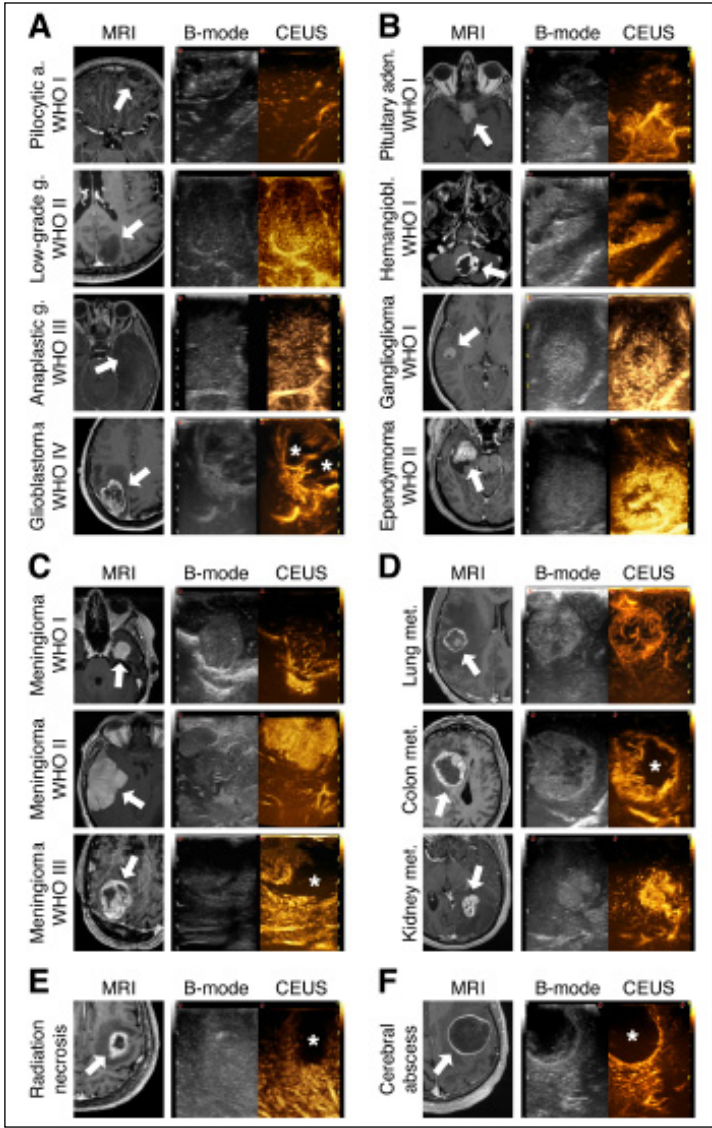 A
MRI B-mode CEUS
Pilocytic a.
WHO I
Low-grade g.
WHO II
Anaplastic g.
WHO III
Glioblastoma
WHO IV
* *
B
MRI B-mode CEUS
Pituitary aden.
WHO I
Hemangiobl.
WHO I
Ganglioglioma
WHO I
Ependymoma
WHO II
C
MRI B-mode CEUS
Meningioma
WHO I
Meningioma
WHO II
Meningioma
WHO III
*
D
MRI B-mode CEUS
Lung met.
Colon met.
*
Kidney met.
E
MRI B-mode CEUS
Radiation
necrosis
*
F
MRI B-mode CEUS
Cerebral
abscess
*